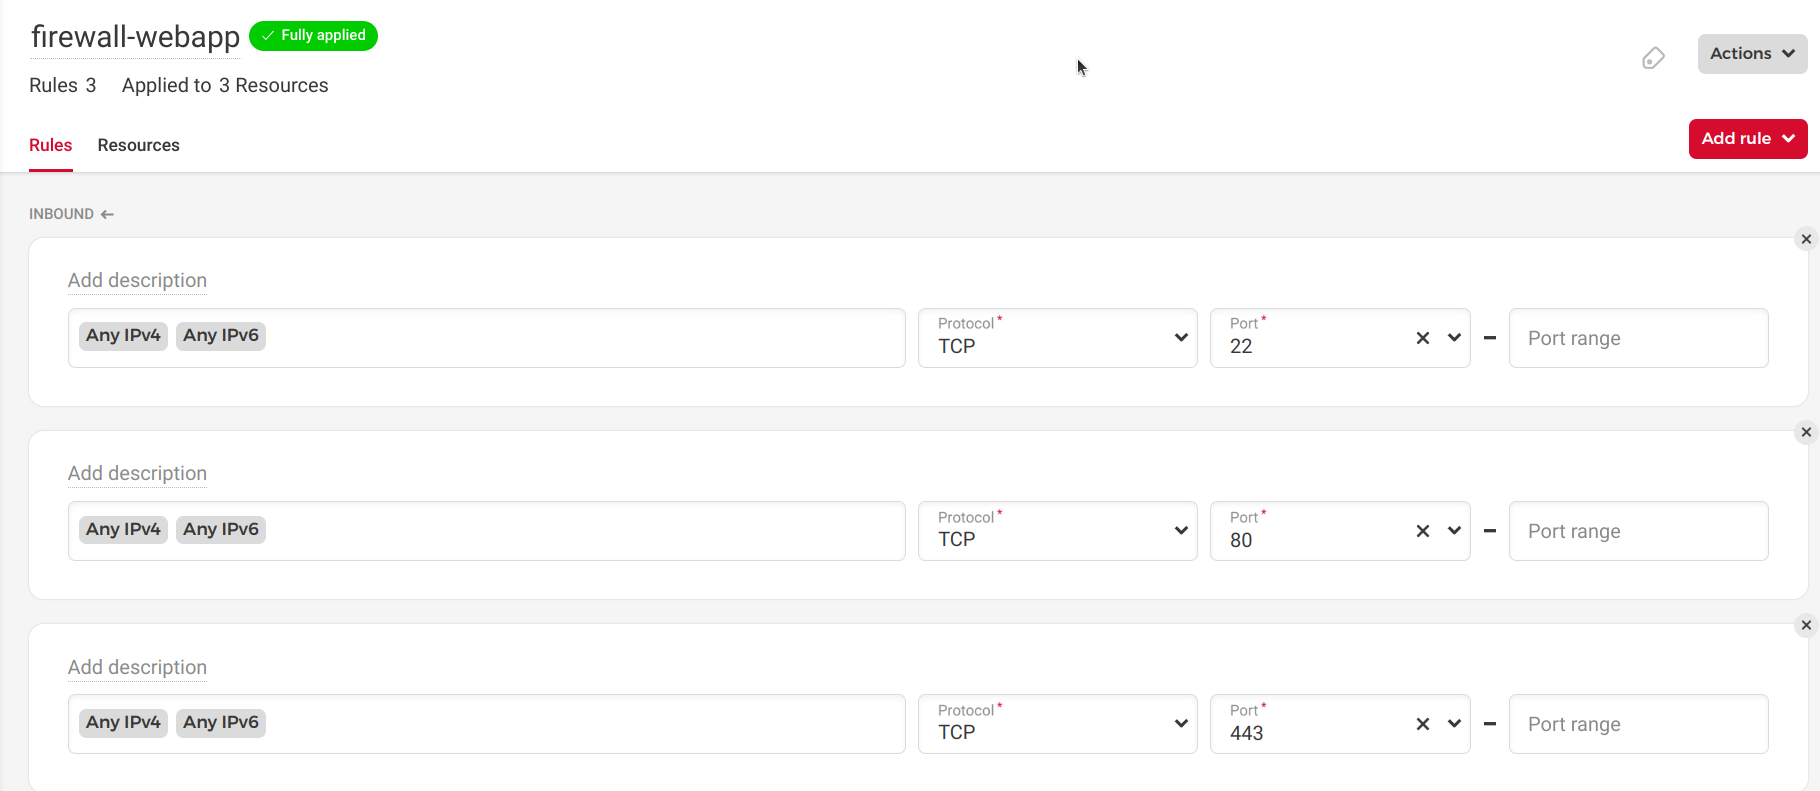 firewall-webapp Fully applied
Actions
Rules 3 Applied to 3 Resources
Rules Resources
Add rule
INBOUND
Add description
Any IPv4 Any IPv6
Protocol*
TCP
Port*
22
– Port range
Add description
Any IPv4 Any IPv6
Protocol*
TCP
Port*
80
– Port range
Add description
Any IPv4 Any IPv6
Protocol*
TCP
Port*
443
– Port range